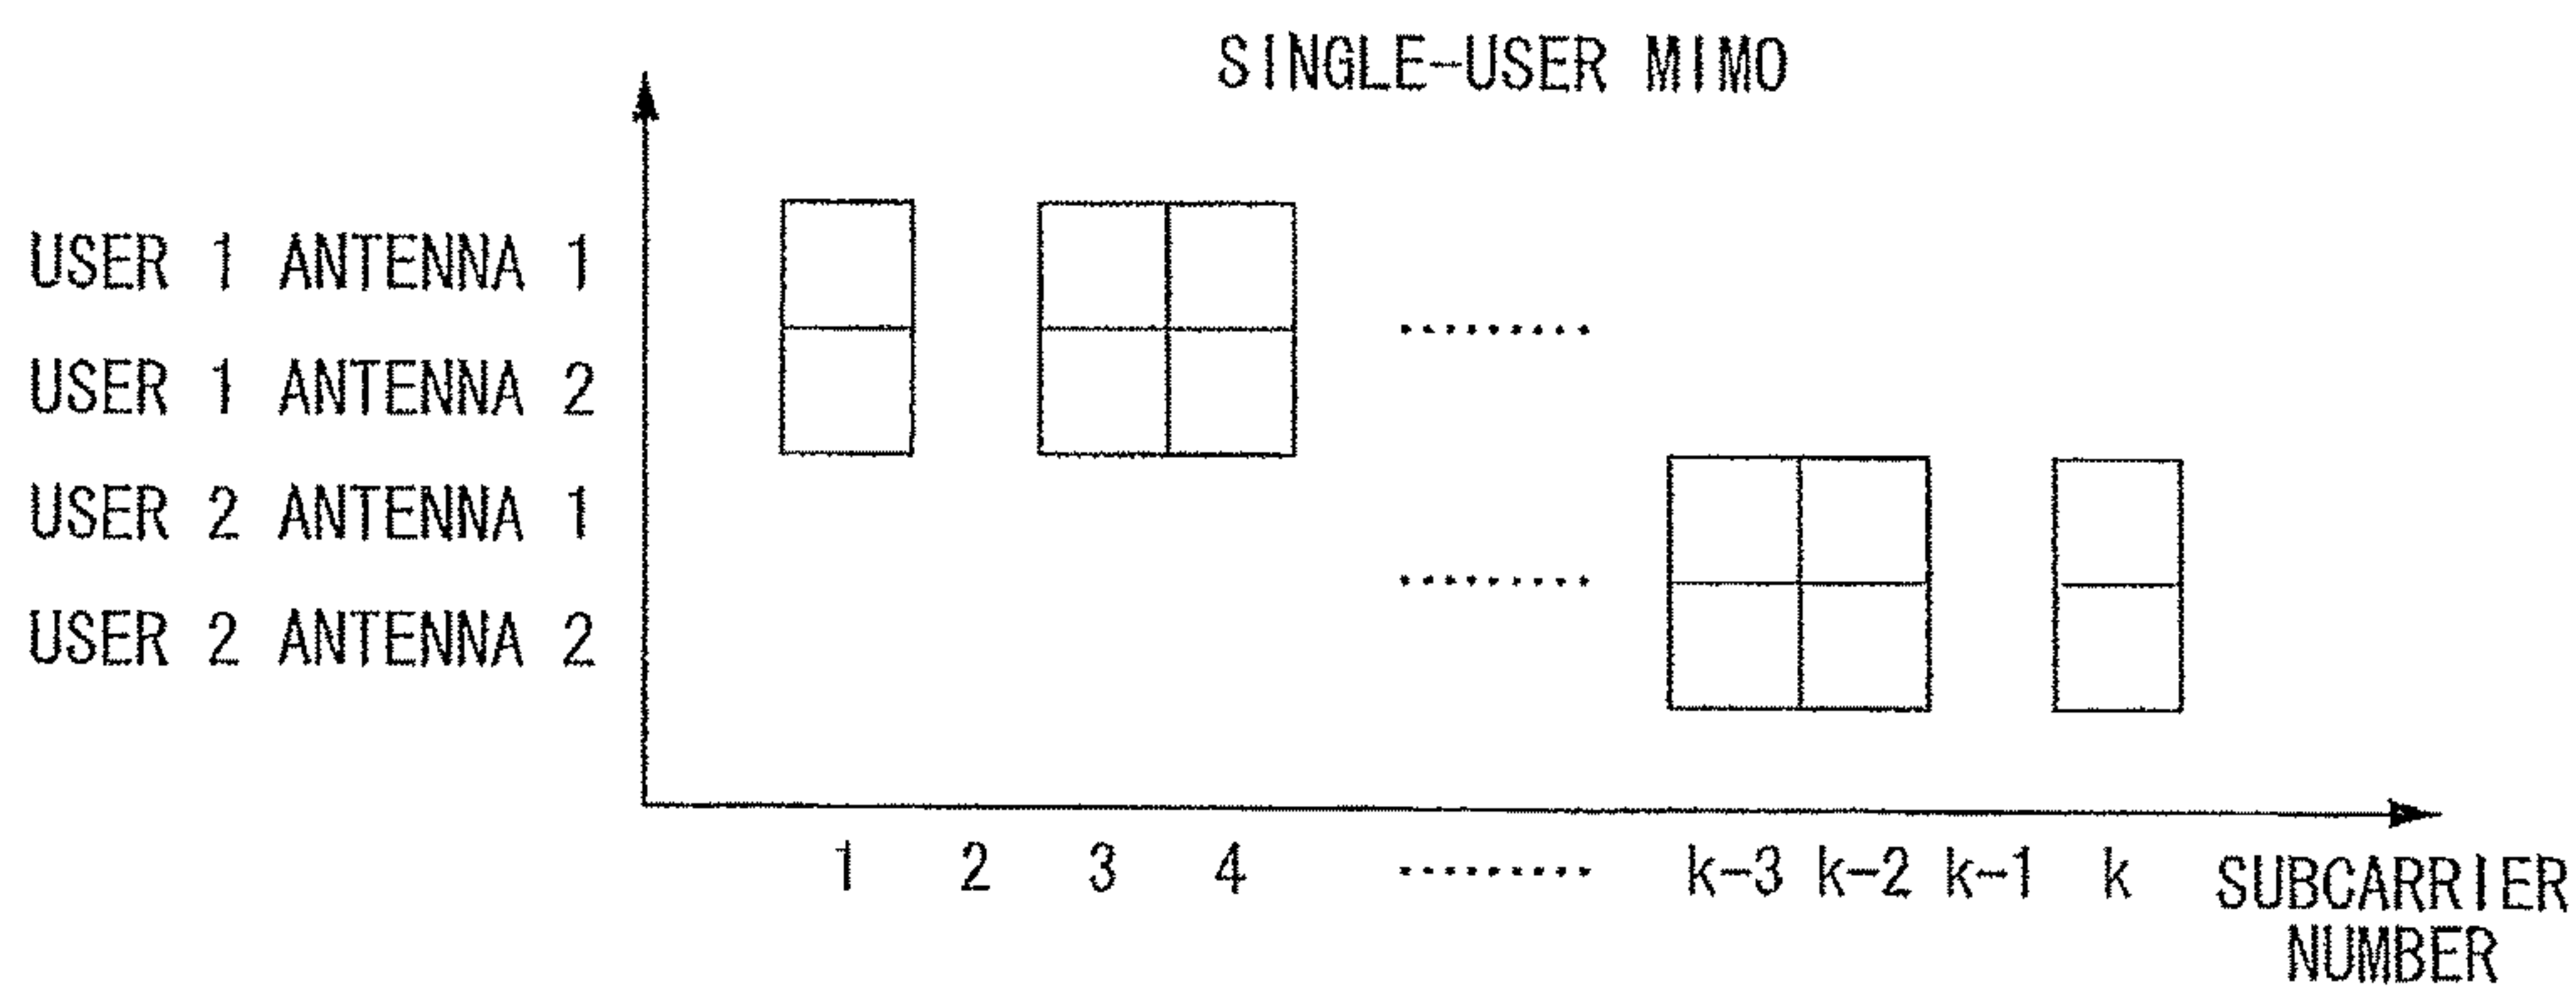 SINGLE-USER MIMO
USER 1 ANTENNA 1
USER 1 ANTENNA 2
USER 2 ANTENNA 1
USER 2 ANTENNA 2
1 2 3 4 ......... k-3 k-2 k-1 k
SUBCARRIER
NUMBER